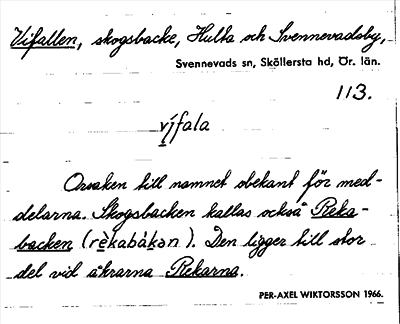 Vifallen, skogsbacke, Hulta och Svennevadsby,
Svennevads sn, Sköllersta hd, Ör. län.
113.
vífala
Orsaken till namnet obekant för med-
delarna. Skogsbacken kallas också Reka-
backen (rèkabákan). Den ligger till stor
del vid åkrarna Rekarna.
PER-AXEL WIKTORSSON 1966.